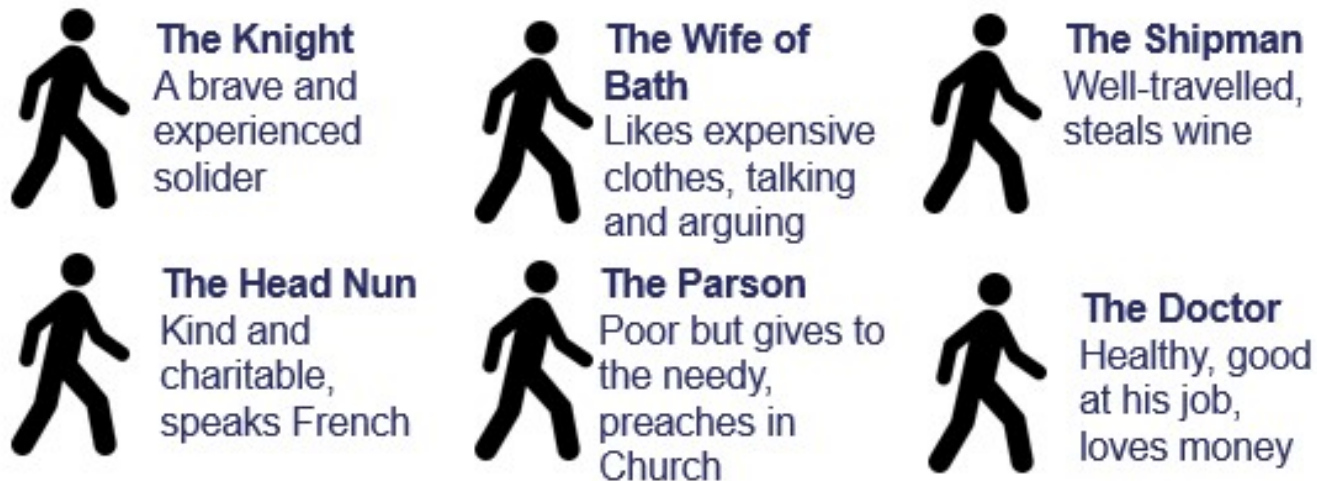 The Knight
A brave and
experienced
solider
The Wife of
Bath
Likes expensive
clothes, talking
and arguing
The Shipman
Well-travelled,
steals wine
The Head Nun
Kind and
charitable,
speaks French
The Parson
Poor but gives to
the needy,
preaches in
Church
The Doctor
Healthy, good
at his job,
loves money